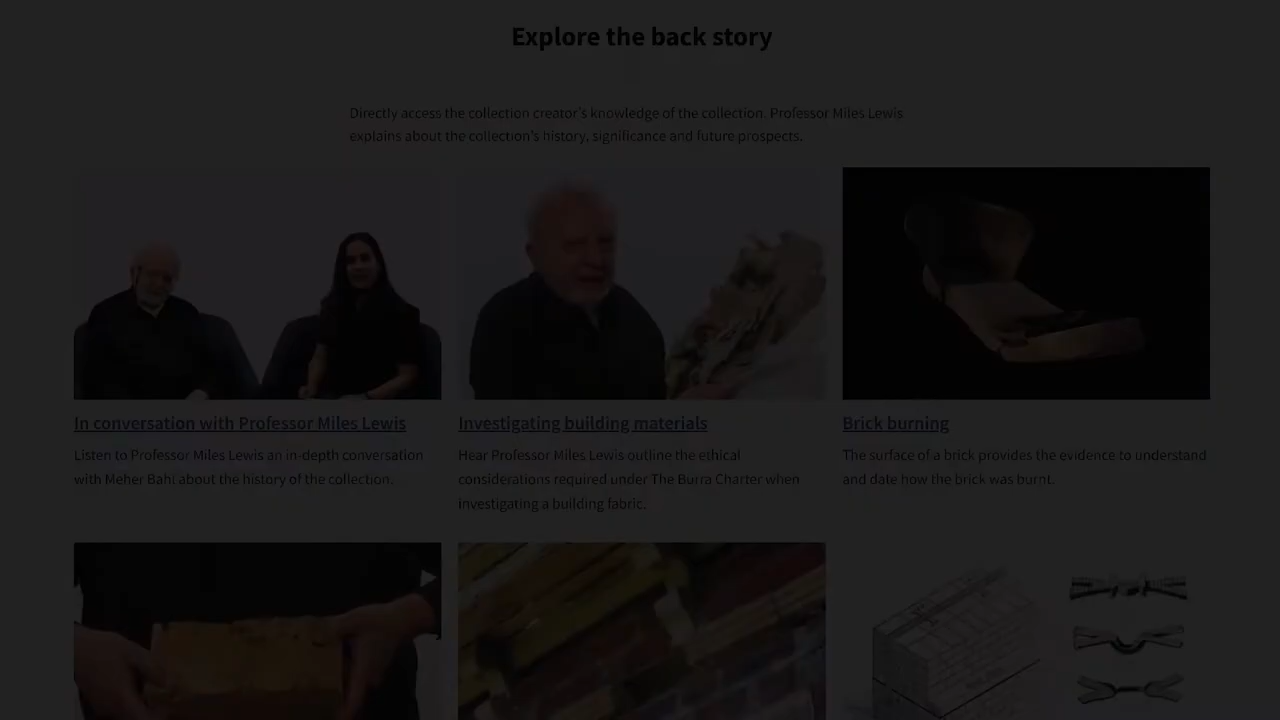 Explore the back story
Directly access the collection creator's knowledge of the collection. Professor Miles Lewis
explains about the collection's history, significance and future prospects.
In conversation with Professor Miles Lewis
Listen to Professor Miles Lewis an in-depth conversation
with Meher Bahl about the history of the collection.
Investigating building materials
Hear Professor Miles Lewis outline the ethical
considerations required under The Burra Charter when
investigating a building fabric.
Brick burning
The surface of a brick provides the evidence to understand
and date how the brick was burnt.